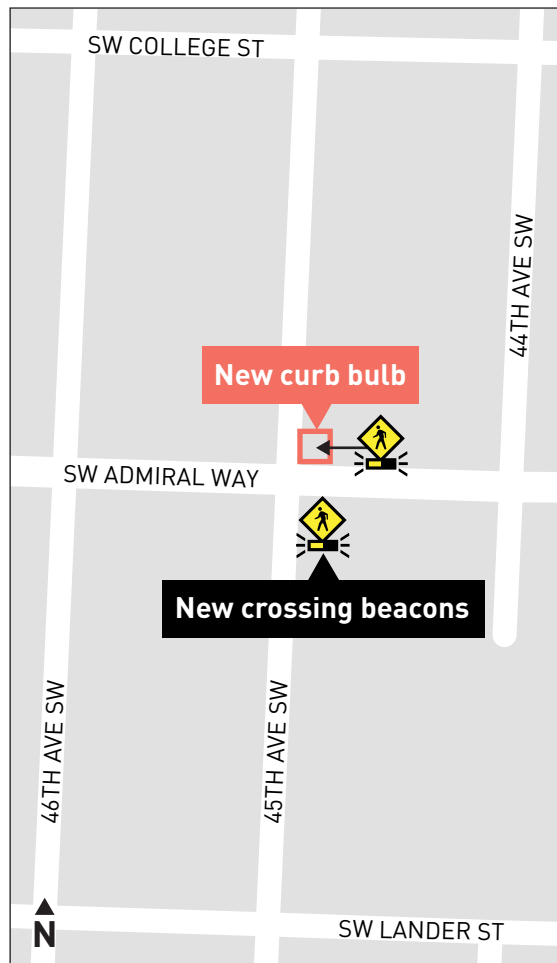 SW COLLEGE ST
44TH AVE SW
New curb bulb
SW ADMIRAL WAY
New crossing beacons
46TH AVE SW
45TH AVE SW
N
SW LANDER ST